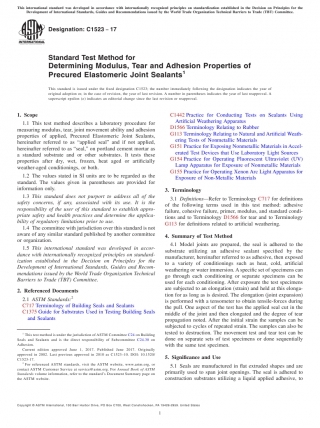 This international standard was developed in accordance with internationally recognized principles on standardization established in the Decision on Principles for the
Development of International Standards, Guides and Recommendations issued by the World Trade Organization Technical Barriers to Trade (TBT) Committee.
Designation: C1523 − 17
Standard Test Method for
Determining Modulus, Tear and Adhesion Properties of
Precured Elastomeric Joint Sealants1
This standard is issued under the fixed designation C1523; the number immediately following the designation indicates the year of
original adoption or, in the case of revision, the year of last revision. A number in parentheses indicates the year of last reapproval. A
superscript epsilon (ε) indicates an editorial change since the last revision or reapproval.
1. Scope
1.1 This test method describes a laboratory procedure for
measuring modulus, tear, joint movement ability and adhesion
properties of applied, Precured Elastomeric Joint Sealants,
hereinafter referred to as "applied seal" and if not applied,
hereinafter referred to as "seal," on portland cement mortar as
a standard substrate and or other substrates. It tests these
properties after dry, wet, frozen, heat aged or artificially
weather-aged conditionings, or both.
1.2 The values stated in SI units are to be regarded as the
standard. The values given in parentheses are provided for
information only.
1.3 This standard does not purport to address all of the
safety concerns, if any, associated with its use. It is the
responsibility of the user of this standard to establish appro-
priate safety and health practices and determine the applica-
bility of regulatory limitations prior to use.
1.4 The committee with jurisdiction over this standard is not
aware of any similar standard published by another committee
or organization.
1.5 This international standard was developed in accor-
dance with internationally recognized principles on standard-
ization established in the Decision on Principles for the
Development of International Standards, Guides and Recom-
mendations issued by the World Trade Organization Technical
Barriers to Trade (TBT) Committee.
2. Referenced Documents
2.1 ASTM Standards:2
C717 Terminology of Building Seals and Sealants
C1375 Guide for Substrates Used in Testing Building Seals
and Sealants
1 This test method is under the jurisdiction of ASTM Committee C24 on Building
Seals and Sealants and is the direct responsibility of Subcommittee C24.30 on
Adhesion.
Current edition approved June 1, 2017. Published June 2017. Originally
approved in 2002. Last previous approved in 2010 as C1523–10. DOI: 10.1520/
C1523-17.
2 For referenced ASTM standards, visit the ASTM website, www.astm.org, or
contact ASTM Customer Service at service@astm.org. For Annual Book of ASTM
Standards volume information, refer to the standard's Document Summary page on
the ASTM website.
C1442 Practice for Conducting Tests on Sealants Using
Artificial Weathering Apparatus
D1566 Terminology Relating to Rubber
G113 Terminology Relating to Natural and Artificial Weath-
ering Tests of Nonmetallic Materials
G151 Practice for Exposing Nonmetallic Materials in Accel-
erated Test Devices that Use Laboratory Light Sources
G154 Practice for Operating Fluorescent Ultraviolet (UV)
Lamp Apparatus for Exposure of Nonmetallic Materials
G155 Practice for Operating Xenon Arc Light Apparatus for
Exposure of Non-Metallic Materials
3. Terminology
3.1 Definitions—Refer to Terminology C717 for definitions
of the following terms used in this test method: adhesive
failure, cohesive failure, primer, modulus, and standard condi-
tions and to Terminology D1566 for tear and to Terminology
G113 for definitions related to artificial weathering.
4. Summary of Test Method
4.1 Model joints are prepared, the seal is adhered to the
substrate utilizing an adhesive sealant specified by the
manufacturer, hereinafter referred to as adhesive, then exposed
to a variety of conditionings such as heat, cold, artificial
weathering or water immersion. A specific set of specimens can
go through each conditioning or separate specimens can be
used for each conditioning. After exposure the test specimens
are subjected to an elongation (strain) and held at this elonga-
tion for as long as is desired. The elongation (joint expansion)
is performed with a tensometer to obtain tensile-forces during
the pull. One aspect of the test has the applied seal cut in the
middle of the joint and then elongated and the degree of tear
propagation noted. After the initial strain the samples can be
subjected to cycles of repeated strain. The samples can also be
tested to destruction. The movement test and tear test can be
done on separate sets of test specimens or done sequentially
with the same test specimen.
5. Significance and Use
5.1 Seals are manufactured in flat extruded shapes and are
primarily used to span joint openings. The seal is adhered to
construction substrates utilizing a liquid applied adhesive, to
Copyright © ASTM International, 100 Barr Harbor Drive, PO Box C700, West Conshohocken, PA 19428-2959. United States
1